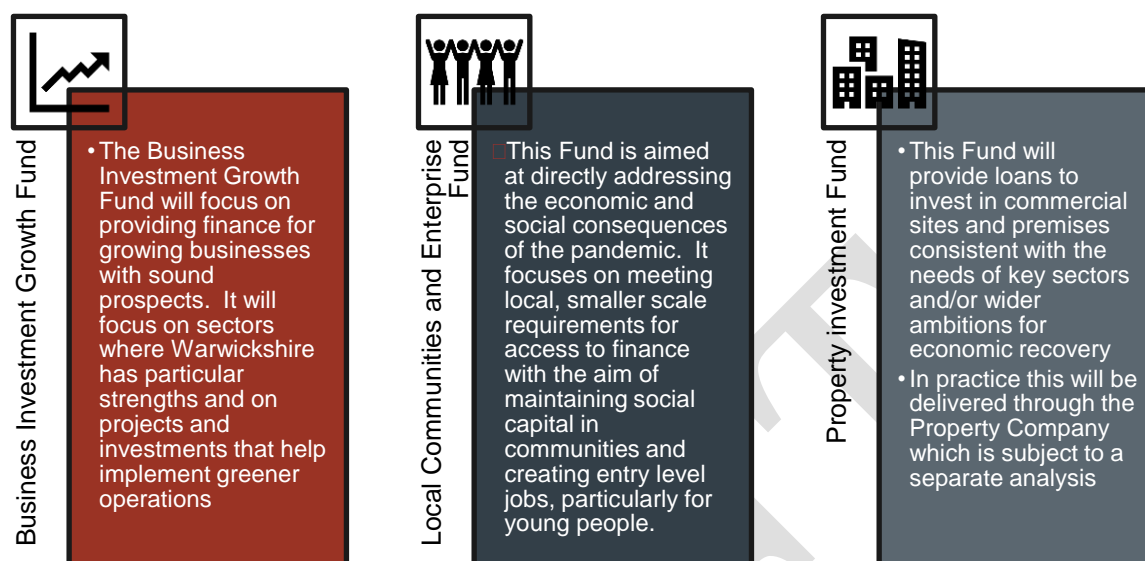 Business Investment Growth Fund
• The Business
Investment Growth
Fund will focus on
providing finance for
growing businesses
with sound
prospects.  It will
focus on sectors
where Warwickshire
has particular
strengths and on
projects and
investments that help
implement greener
operations
Local Communities and Enterprise
Fund
This Fund is aimed
at directly addressing
the economic and
social consequences
of the pandemic.  It
focuses on meeting
local, smaller scale
requirements for
access to finance
with the aim of
maintaining social
capital in
communities and
creating entry level
jobs, particularly for
young people.
Property investment Fund
• This Fund will
provide loans to
invest in commercial
sites and premises
consistent with the
needs of key sectors
and/or wider
ambitions for
economic recovery
• In practice this will be
delivered through the
Property Company
which is subject to a
separate analysis